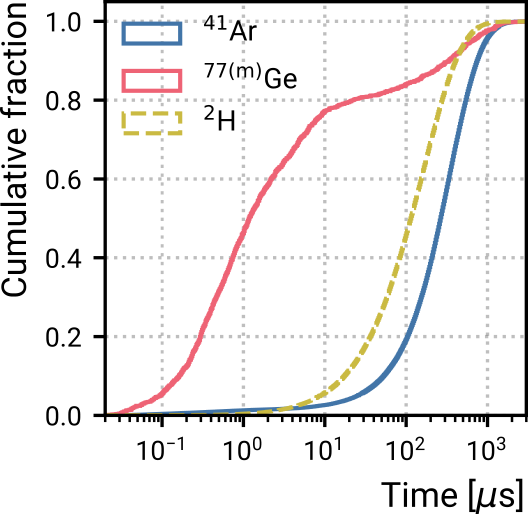 Cumulative fraction
1.0
0.8
0.6
0.4
0.2
0.0
⁴¹Ar
⁷⁷⁽ᵐ⁾Ge
²H
10⁻¹ 10⁰ 10¹ 10² 10³
Time [μs]